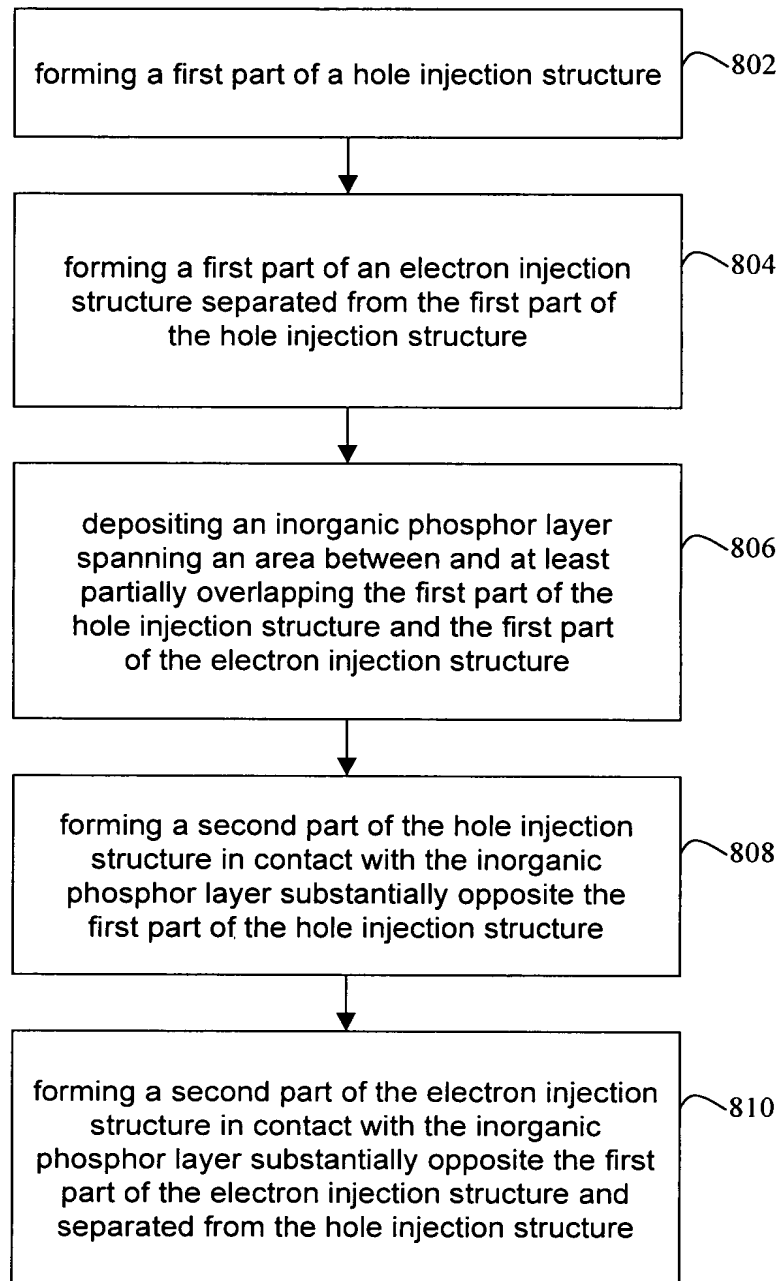 forming a first part of a hole injection structure
802
forming a first part of an electron injection
structure separated from the first part of
the hole injection structure
804
depositing an inorganic phosphor layer
spanning an area between and at least
partially overlapping the first part of the
hole injection structure and the first part
of the electron injection structure
806
forming a second part of the hole injection
structure in contact with the inorganic
phosphor layer substantially opposite the
first part of the hole injection structure
808
forming a second part of the electron injection
structure in contact with the inorganic
phosphor layer substantially opposite the first
part of the electron injection structure and
separated from the hole injection structure
810